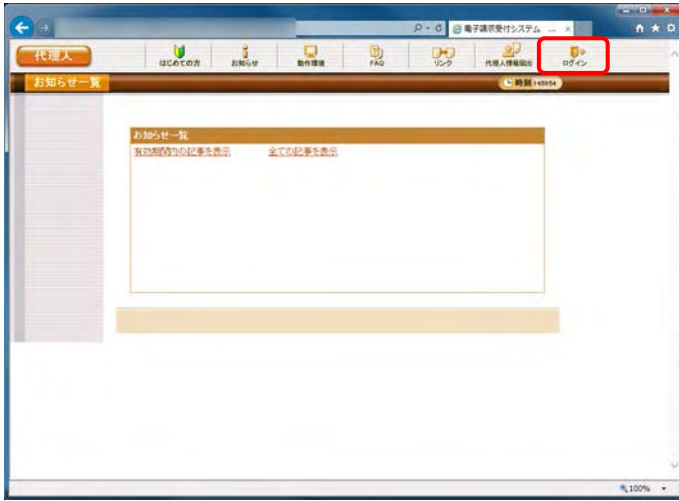 電子請求受付システム ...
代理人
はじめての方
お知らせ
動作環境
FAQ
リンク
代理人情報届出
ログイン
お知らせ一覧
時刻 145854
お知らせ一覧
有効期間内の記事を表示 全ての記事を表示
100%